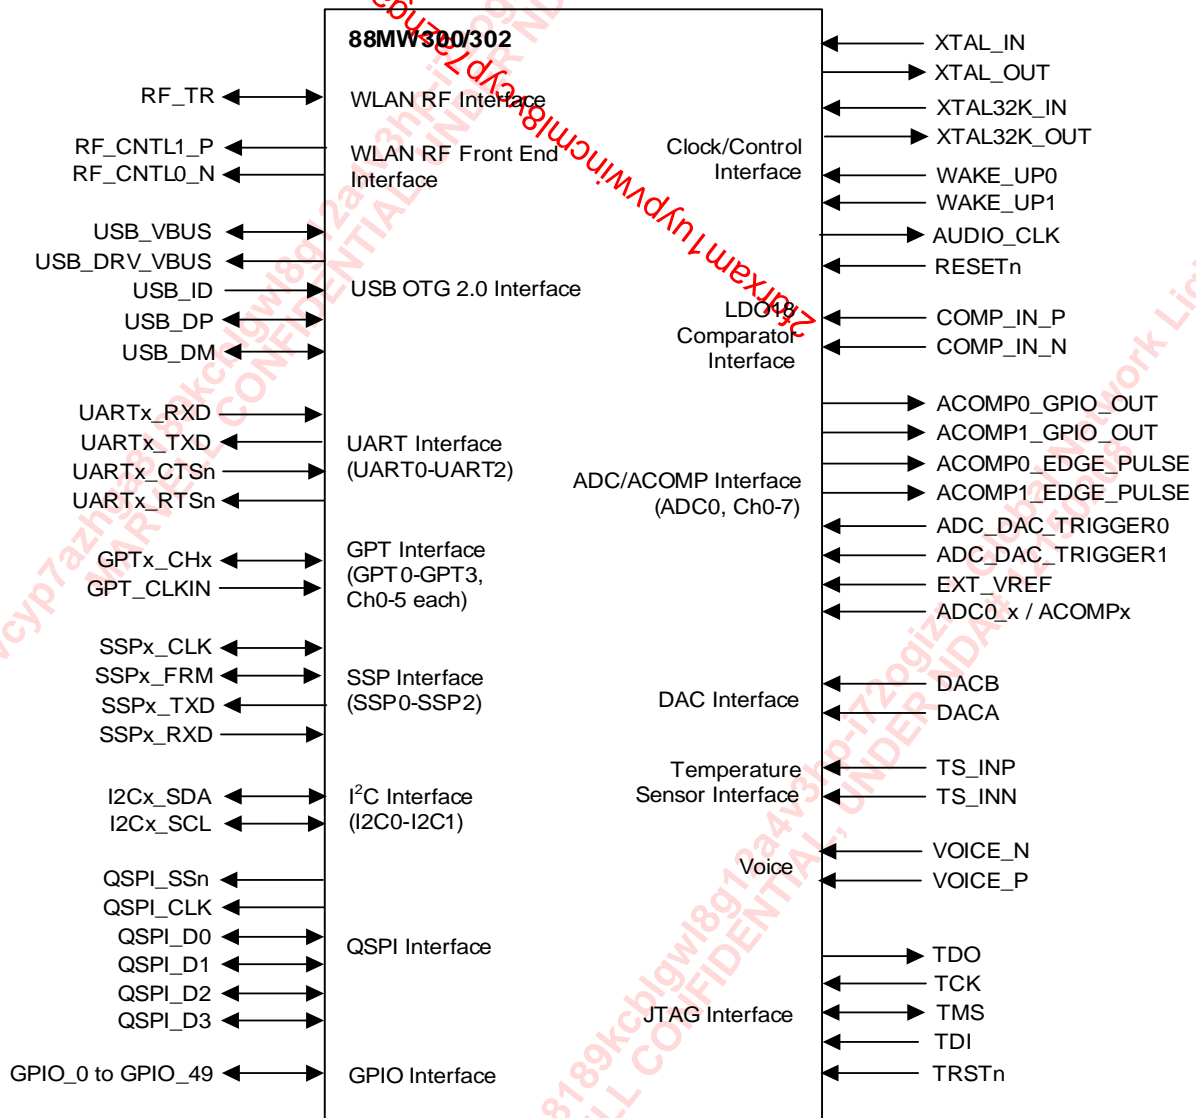 88MW300/302
RF_TR
WLAN RF Interface
RF_CNTL1_P
RF_CNTL0_N
WLAN RF Front End
Interface
USB_VBUS
USB_DRV_VBUS
USB_ID
USB_DP
USB_DM
USB OTG 2.0 Interface
UARTx_RXD
UARTx_TXD
UARTx_CTSn
UARTx_RTSn
UART Interface
(UART0-UART2)
GPTx_CHx
GPT_CLKIN
GPT Interface
(GPT0-GPT3,
Ch0-5 each)
SSPx_CLK
SSPx_FRM
SSPx_TXD
SSPx_RXD
SSP Interface
(SSP0-SSP2)
I2Cx_SDA
I2Cx_SCL
I²C Interface
(I2C0-I2C1)
QSPI_SSn
QSPI_CLK
QSPI_D0
QSPI_D1
QSPI_D2
QSPI_D3
QSPI Interface
GPIO_0 to GPIO_49
GPIO Interface
Clock/Control
Interface
XTAL_IN
XTAL_OUT
XTAL32K_IN
XTAL32K_OUT
WAKE_UP0
WAKE_UP1
AUDIO_CLK
RESETn
LDO18
Comparator
Interface
COMP_IN_P
COMP_IN_N
ADC/ACOMP Interface
(ADC0, Ch0-7)
ACOMP0_GPIO_OUT
ACOMP1_GPIO_OUT
ACOMP0_EDGE_PULSE
ACOMP1_EDGE_PULSE
ADC_DAC_TRIGGER0
ADC_DAC_TRIGGER1
EXT_VREF
ADC0_x / ACOMPx
DAC Interface
DACB
DACA
Temperature
Sensor Interface
TS_INP
TS_INN
Voice
VOICE_N
VOICE_P
JTAG Interface
TDO
TCK
TMS
TDI
TRSTn
MARVELL CONFIDENTIAL, UNDER NDA# 12150208